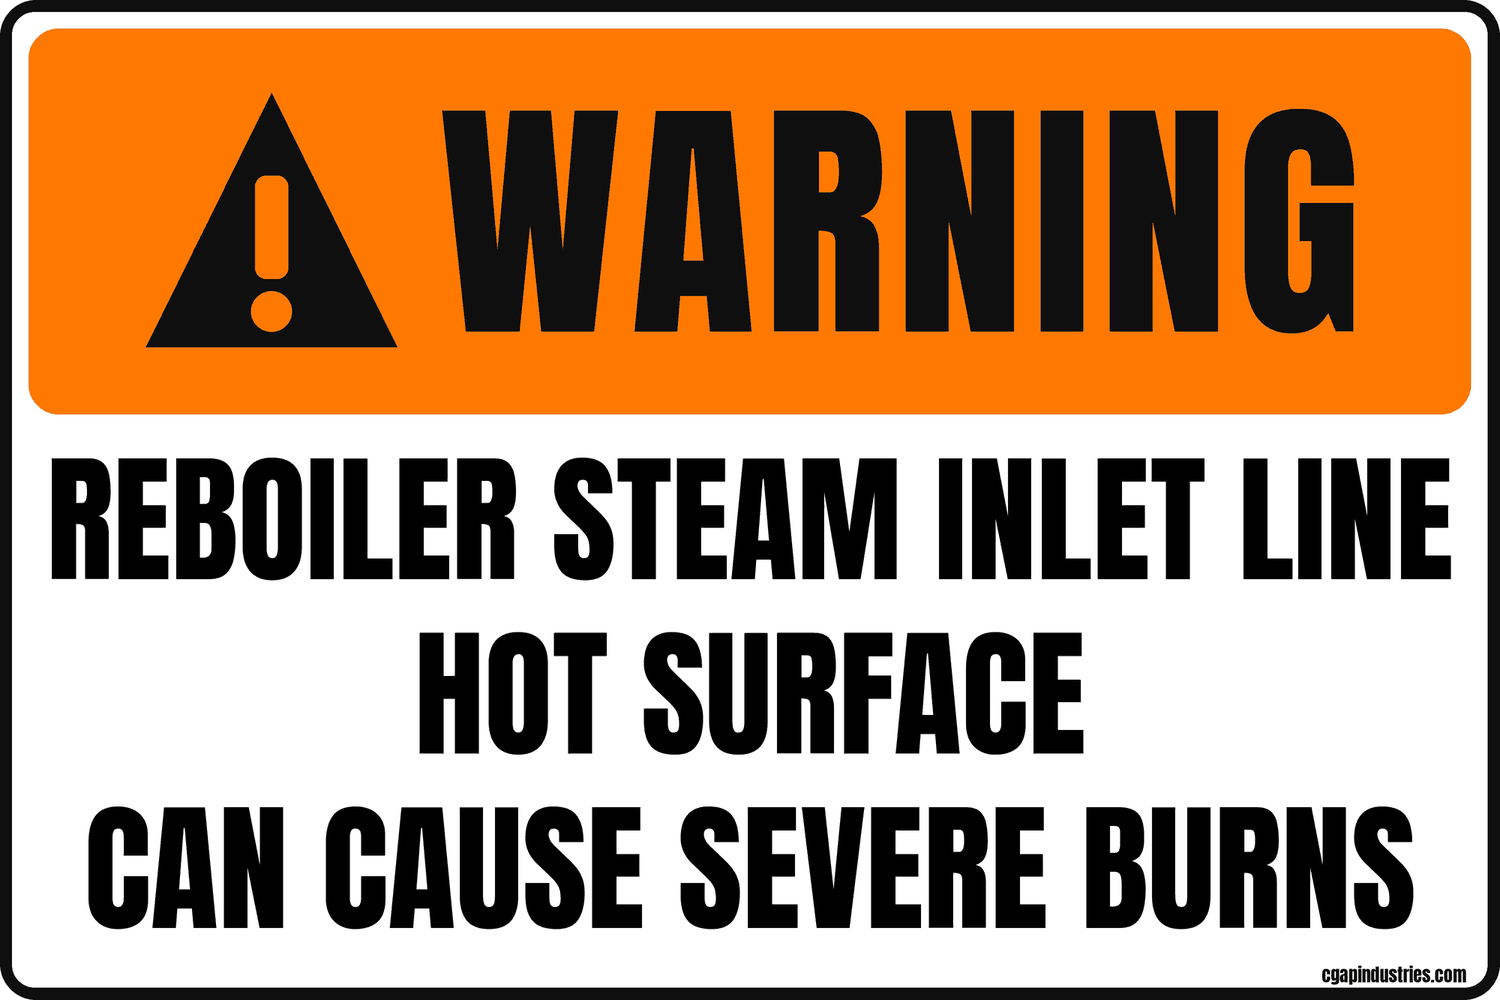 WARNING
REBOILER STEAM INLET LINE
HOT SURFACE
CAN CAUSE SEVERE BURNS
cgapindustries.com